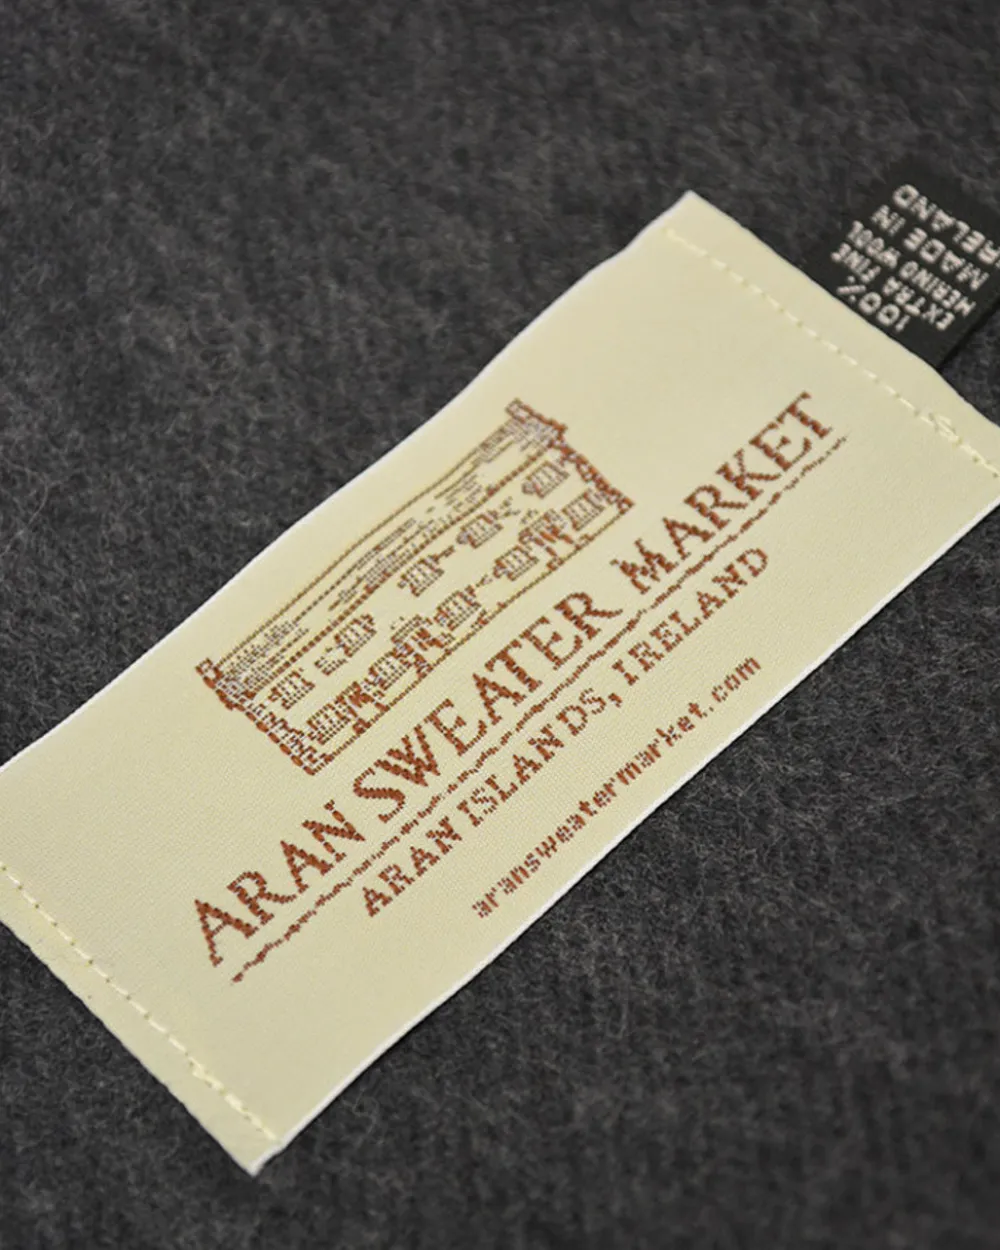 ARAN SWEATER MARKET
ARAN ISLANDS, IRELAND
aransweatermarket.com
100%
EXTRA FINE
MERINO WOOL
MADE IN
IRELAND